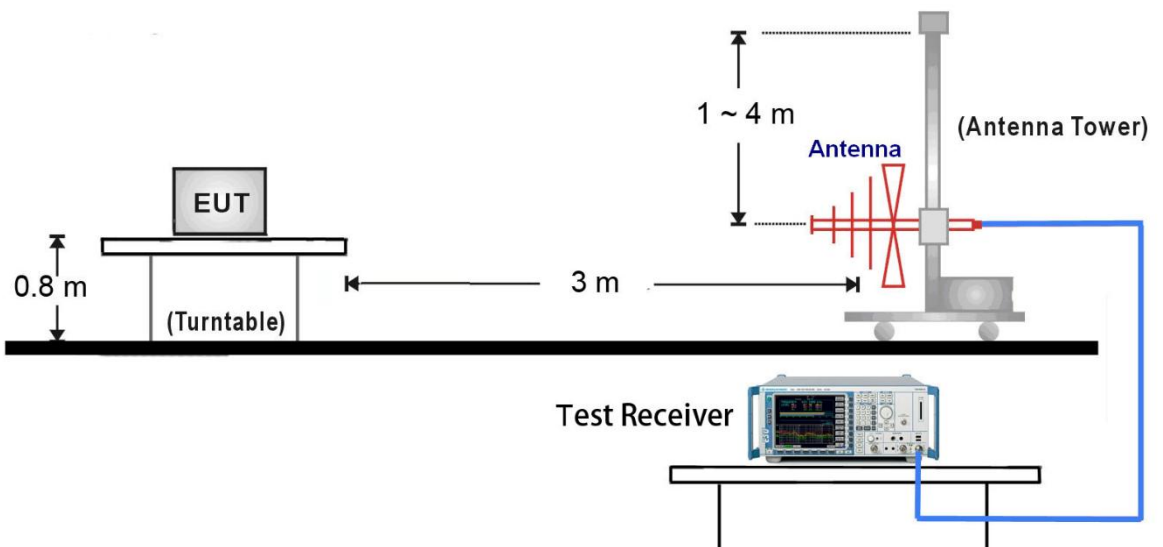 1 ~ 4 m
(Antenna Tower)
Antenna
EUT
0.8 m
3 m
(Turntable)
Test Receiver